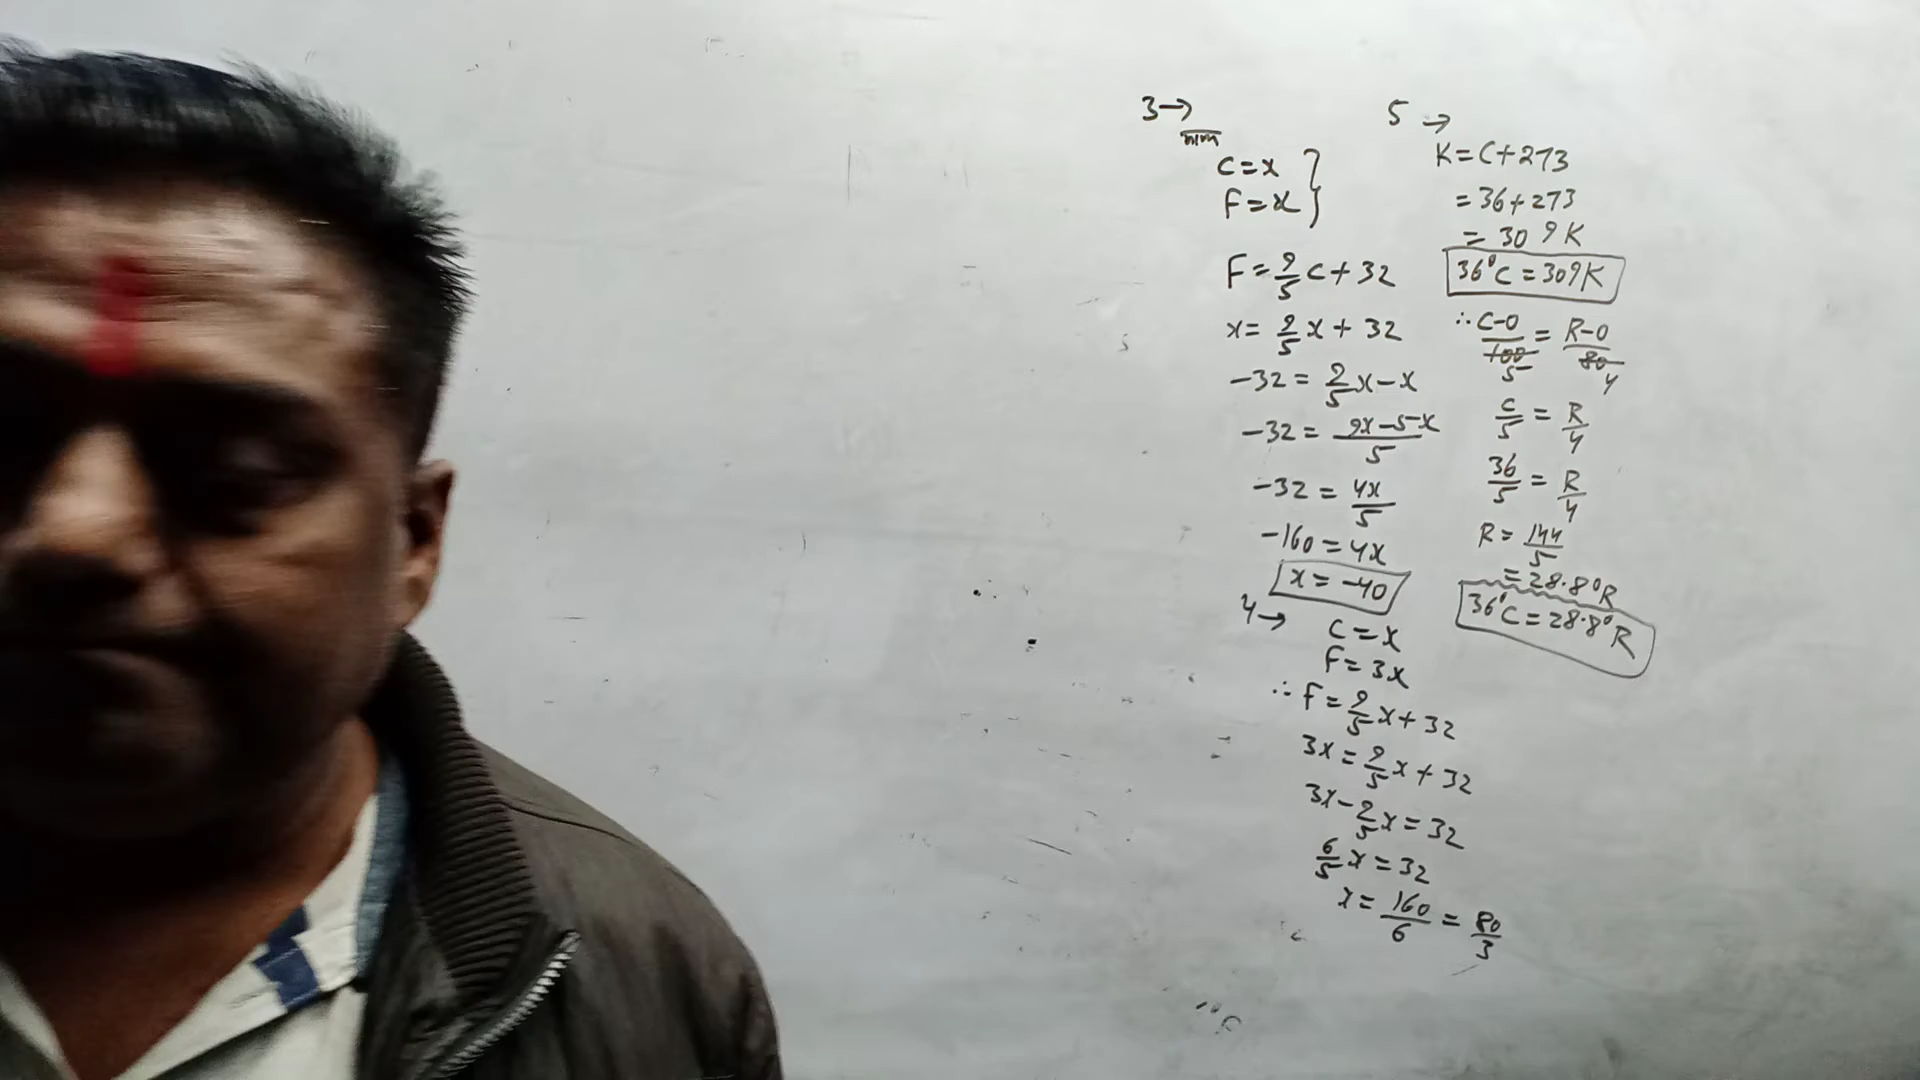 3→
C=x
F=x }
F=9/5 C+32
x=9/5 x+32
-32=9/5 x-x
-32=(9x-5x)/5
-32=4x/5
-160=4x
x=-40
4→
C=x
F=3x
∴ F=9/5 x+32
3x=9/5 x+32
3x-9/5 x=32
6/5 x=32
x=160/6=80/3
5→
K=C+273
=36+273
=309K
36°C=309K
∴ (C-0)/100 5=(R-0)/80 4
C/5=R/4
36/5=R/4
R=144/5
=28.8°R
36°C=28.8°R